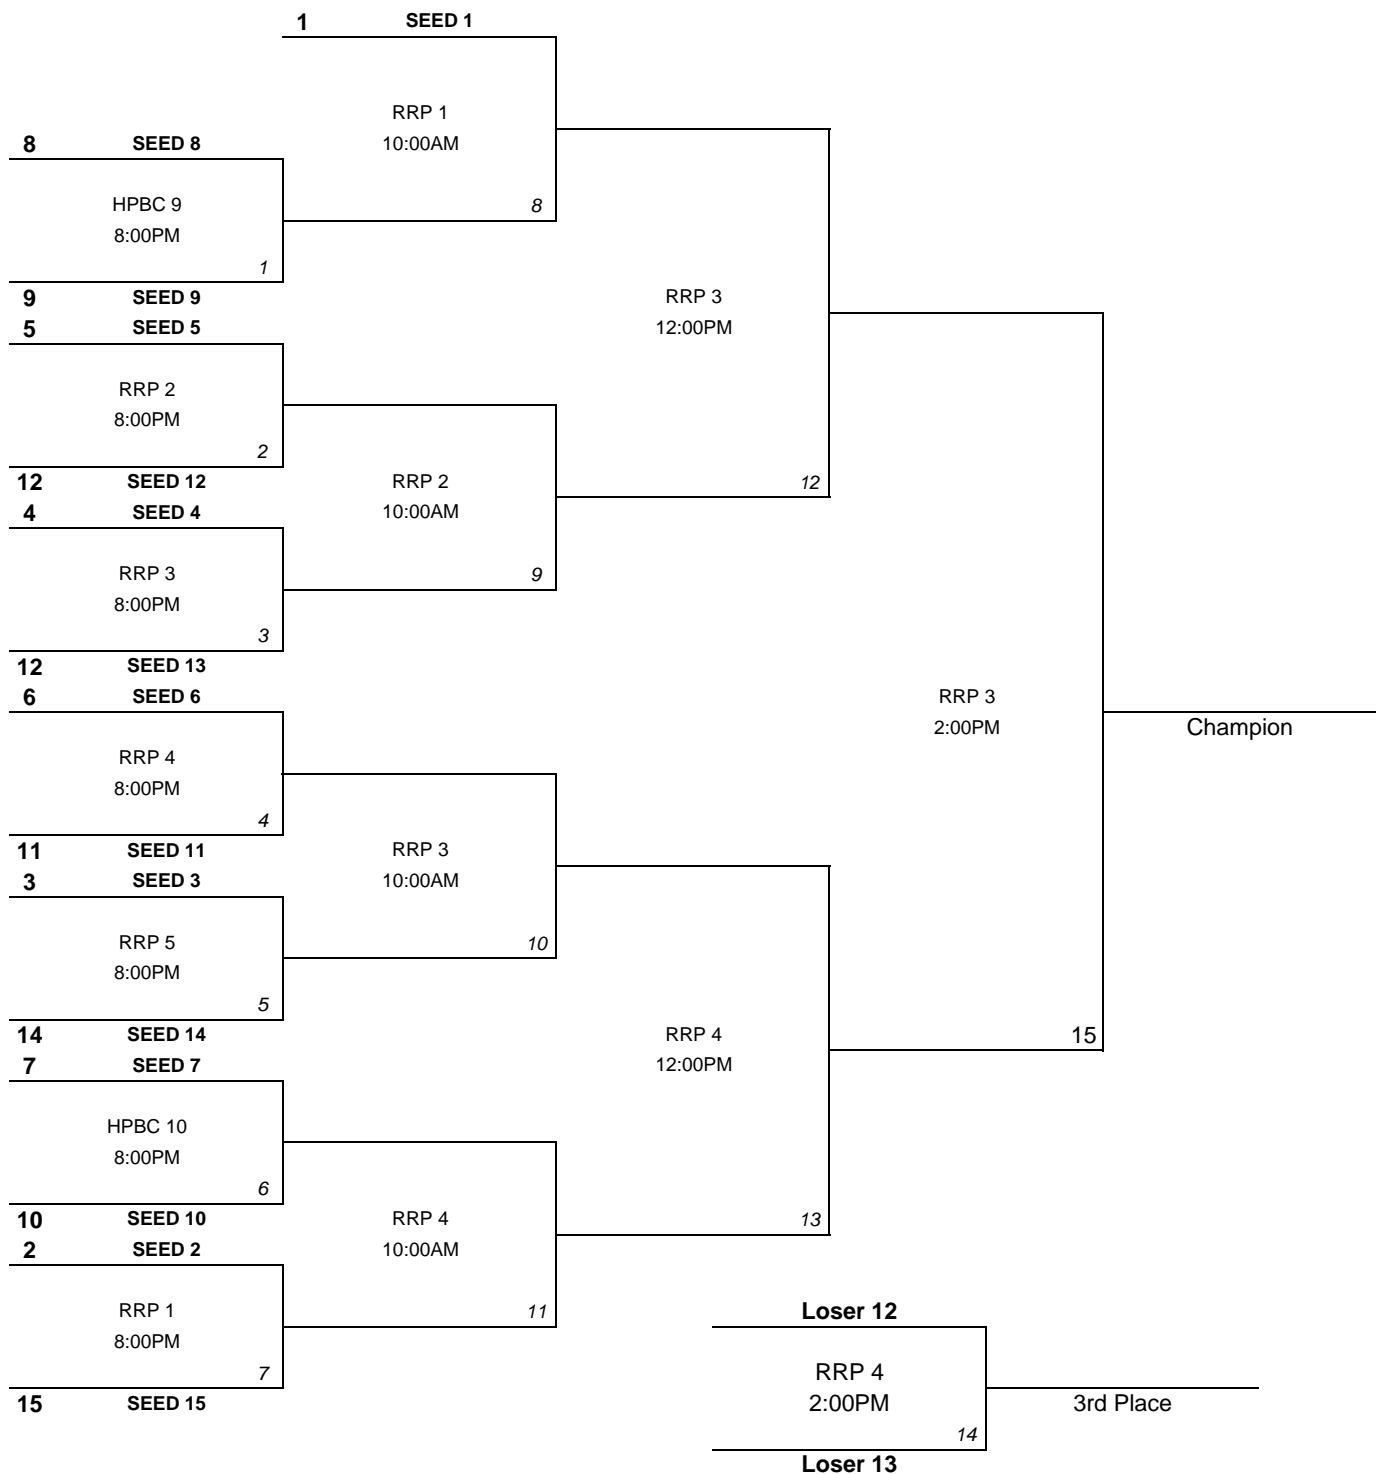 1 SEED 1
RRP 1
10:00AM
8 SEED 8
HPBC 9
8:00PM
8
1
9 SEED 9
RRP 3
12:00PM
5 SEED 5
RRP 2
8:00PM
2
12 SEED 12
RRP 2
10:00AM
12
4 SEED 4
RRP 3
8:00PM
9
3
12 SEED 13
6 SEED 6
RRP 3
2:00PM
Champion
RRP 4
8:00PM
4
11 SEED 11
RRP 3
10:00AM
3 SEED 3
RRP 5
8:00PM
10
5
14 SEED 14
RRP 4
12:00PM
15
7 SEED 7
HPBC 10
8:00PM
6
10 SEED 10
RRP 4
10:00AM
13
2 SEED 2
RRP 1
8:00PM
11
7
15 SEED 15
Loser 12
RRP 4
2:00PM
14
3rd Place
Loser 13